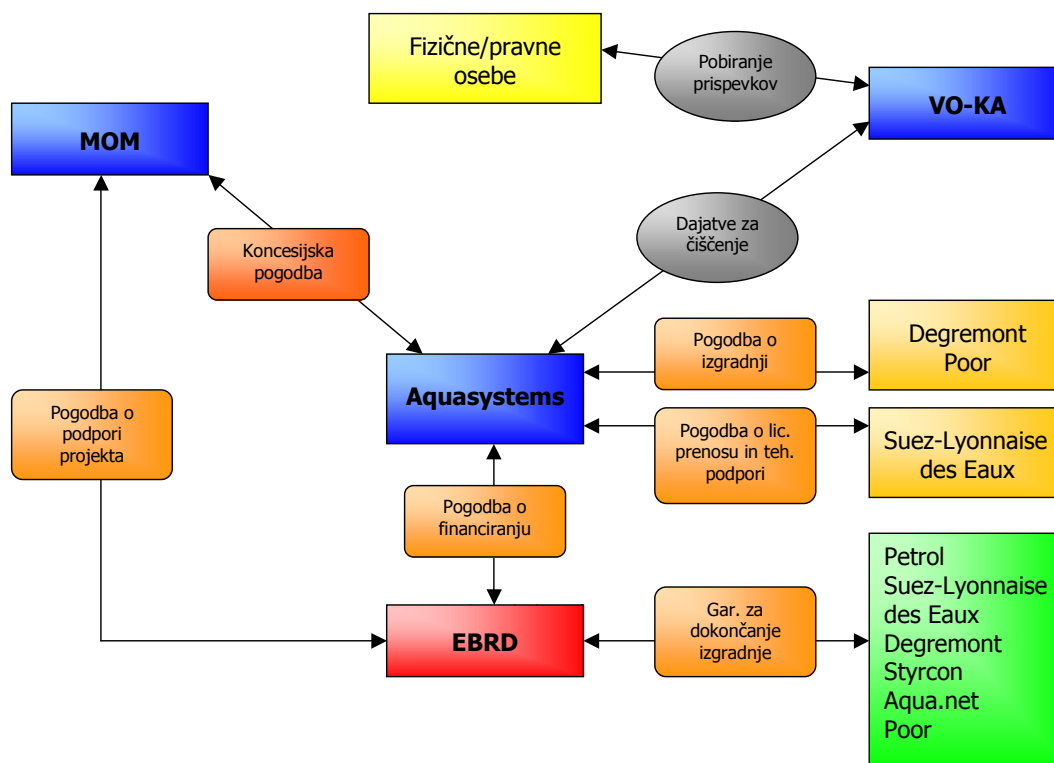 Fizične/pravne
osebe
Pobiranje
prispevkov
VO-KA
MOM
Dajatve za
čiščenje
Koncesijska
pogodba
Pogodba o
izgradnji
Degremont
Poor
Aquasystems
Pogodba o
podpori
projekta
Pogodba o lic.
prenosu in teh.
podpori
Suez-Lyonnaise
des Eaux
Pogodba o
financiranju
EBRD
Gar. za
dokončanje
izgradnje
Petrol
Suez-Lyonnaise
des Eaux
Degremont
Styrcon
Aqua.net
Poor